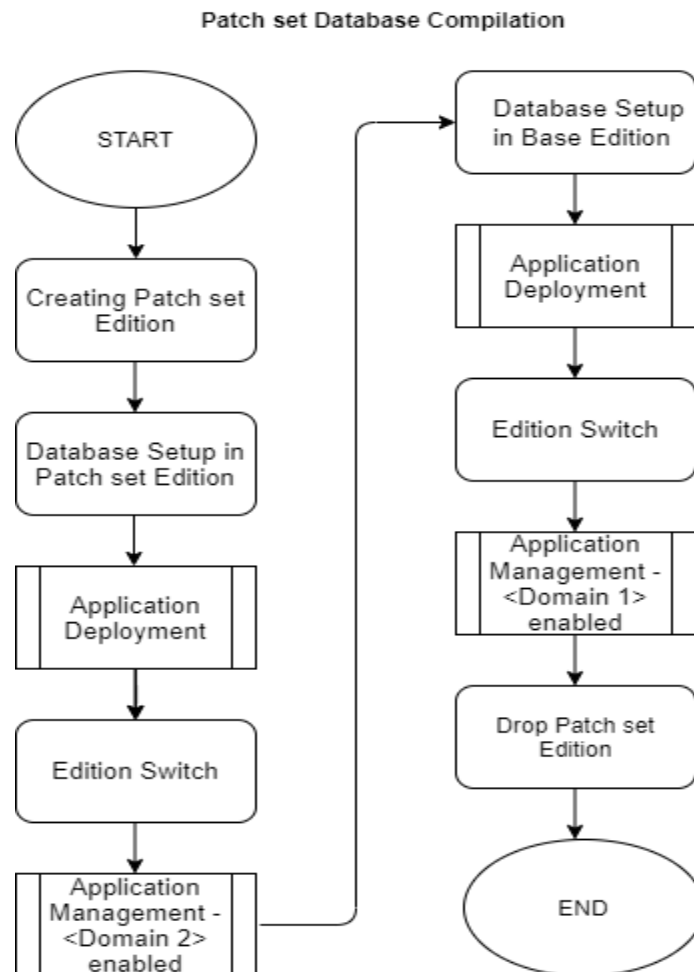 Patch set Database Compilation
START
Creating Patch set
Edition
Database Setup in
Patch set Edition
Application
Deployment
Edition Switch
Application
Management -
<Domain 2>
enabled
Database Setup
in Base Edition
Application
Deployment
Edition Switch
Application
Management -
<Domain 1>
enabled
Drop Patch set
Edition
END